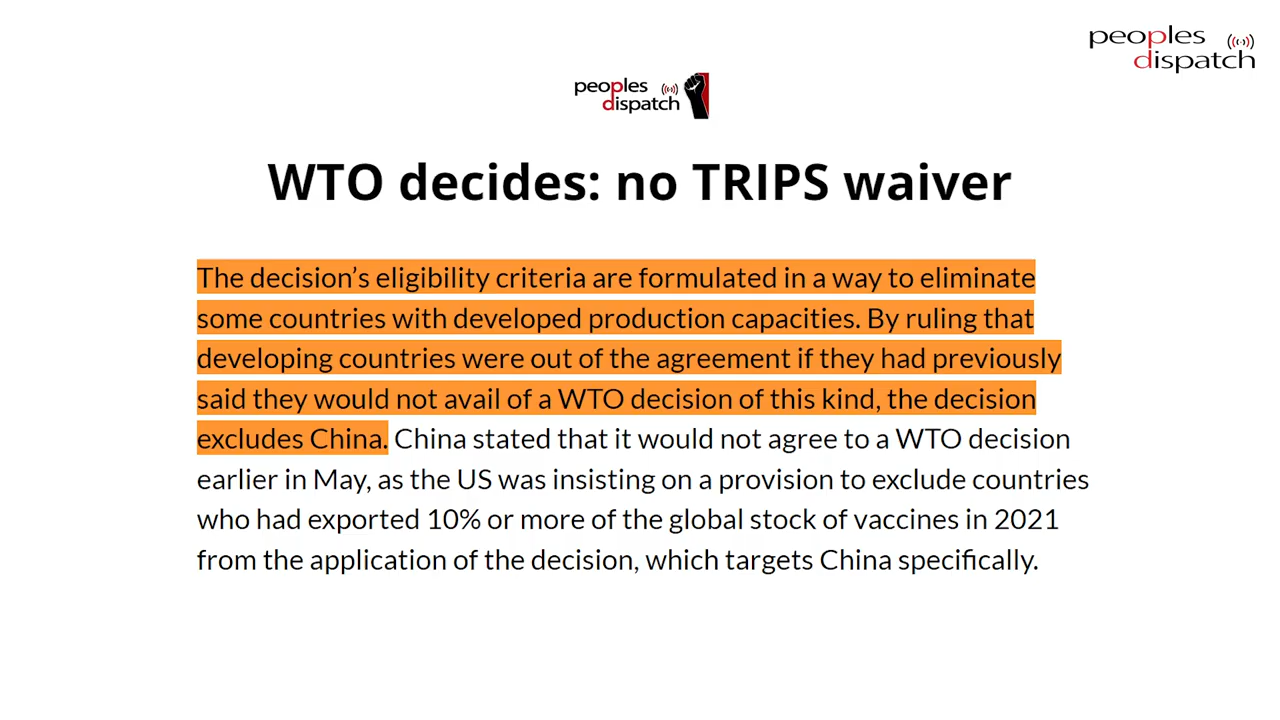 peoples
dispatch
peoples
dispatch
WTO decides: no TRIPS waiver
The decision’s eligibility criteria are formulated in a way to eliminate
some countries with developed production capacities. By ruling that
developing countries were out of the agreement if they had previously
said they would not avail of a WTO decision of this kind, the decision
excludes China. China stated that it would not agree to a WTO decision
earlier in May, as the US was insisting on a provision to exclude countries
who had exported 10% or more of the global stock of vaccines in 2021
from the application of the decision, which targets China specifically.